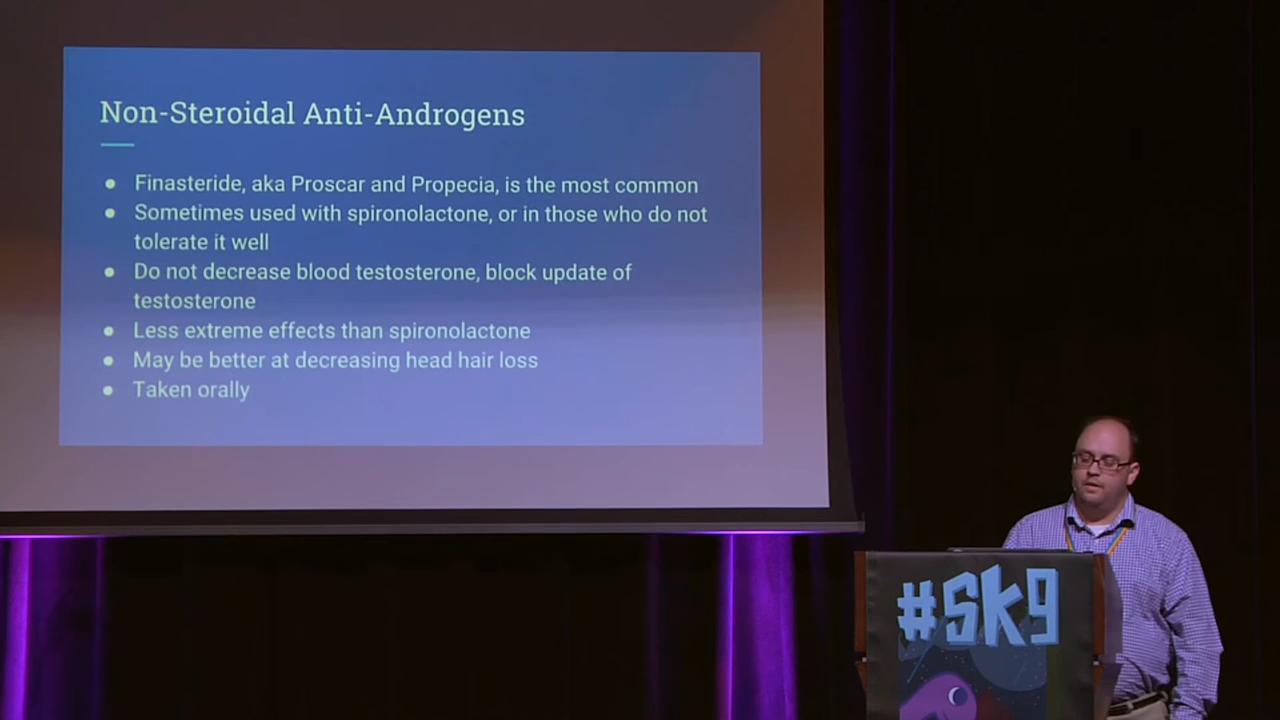 Non-Steroidal Anti-Androgens
● Finasteride, aka Proscar and Propecia, is the most common
● Sometimes used with spironolactone, or in those who do not
tolerate it well
● Do not decrease blood testosterone, block update of
testosterone
● Less extreme effects than spironolactone
● May be better at decreasing head hair loss
● Taken orally
#SK9